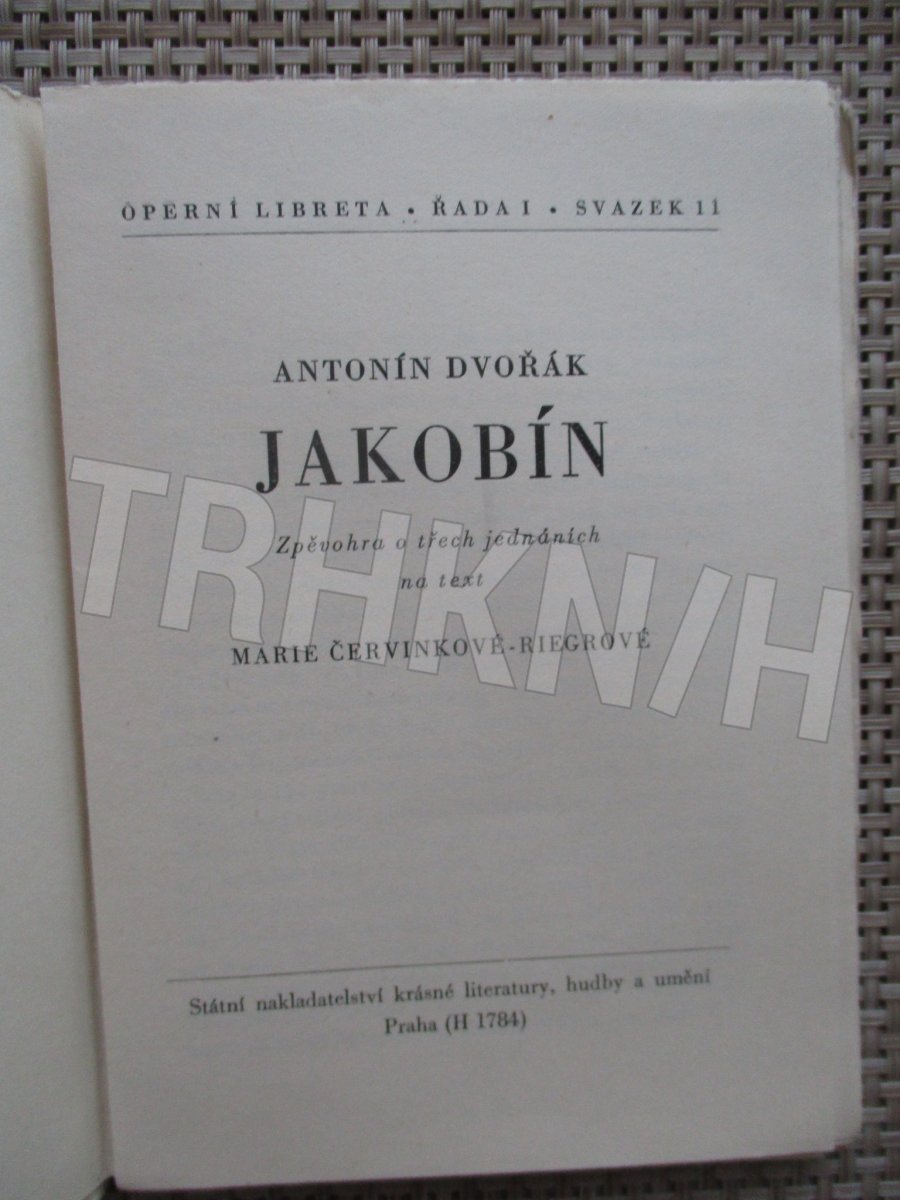 OPERNÍ LIBRETA • ŘADA I • SVAZEK 11
ANTONÍN DVOŘÁK
JAKOBÍN
Zpěvohra o třech jednáních
na text
MARIE ČERVINKOVÉ-RIEGROVÉ
TRHKN/H
Státní nakladatelství krásné literatury, hudby a umění
Praha (H 1784)